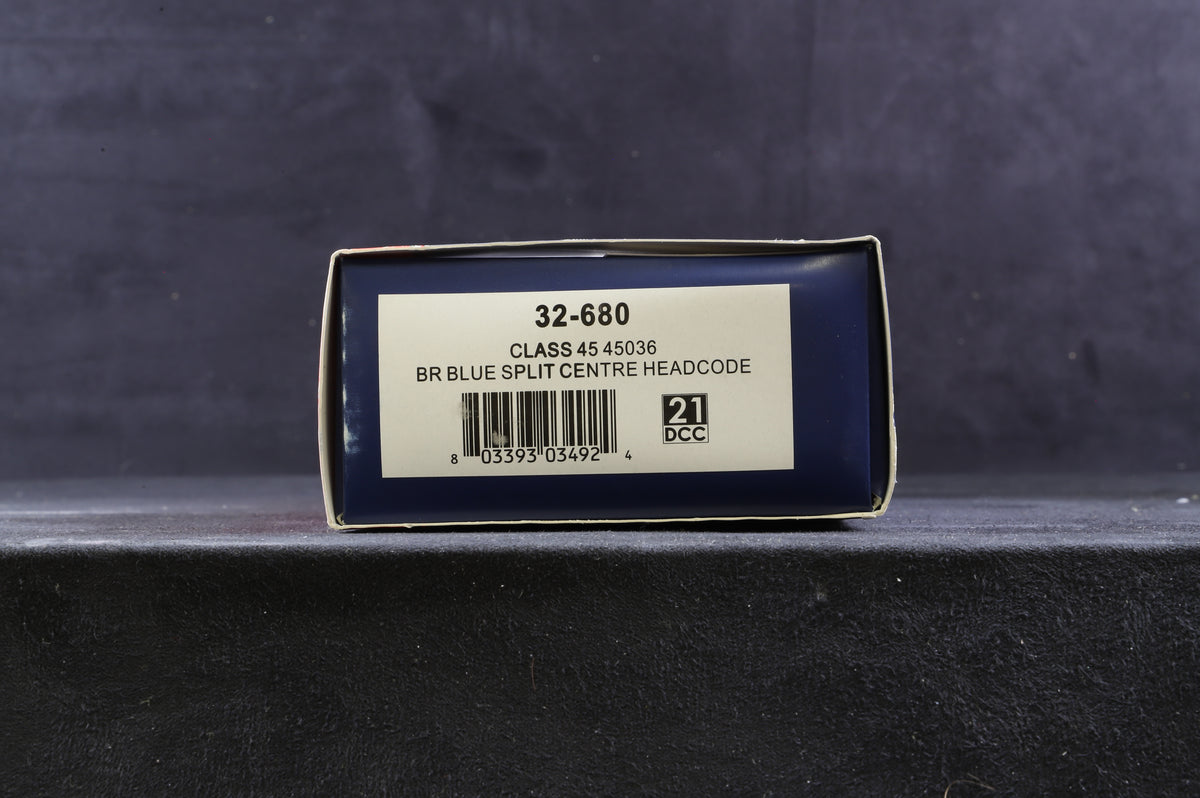 32-680
CLASS 45 45036
BR BLUE SPLIT CENTRE HEADCODE
21
DCC
8 03393 03492 4